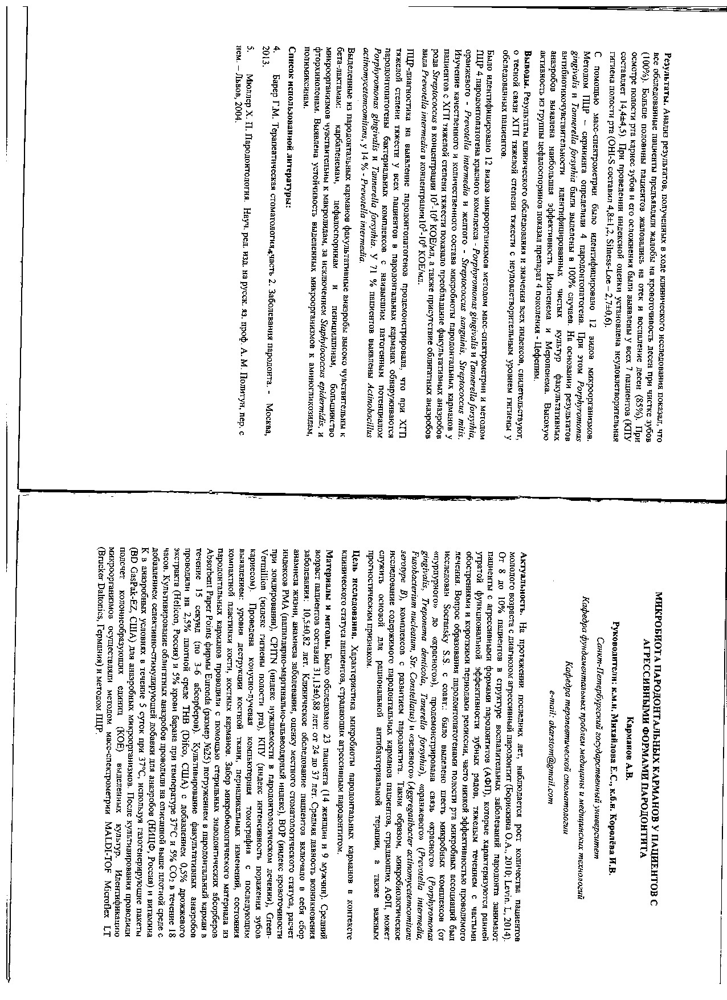 Результаты. Анализ результатов, полученных в ходе клинического исследования показал, что
все обследованные пациенты предъявляли жалобы на кровоточивость десен при чистке зубов
(100%). Больше половины пациентов жаловались на отек и воспаление десен (85%). При
осмотре полости рта кариес зубов и его осложнения были выявлены у всех 7 пациентов (КПУ
составляет 14,4±4,5). При проведении индексной оценки установлена неудовлетворительная
гигиена полости рта (OHI-S составил 4,8±1,2, Silness-Loe – 2,7±0,6).
С помощью масс-спектрометрии было идентифицировано 12 видов микроорганизмов.
Методом ПЦР – скрининга определили 4 пародонтопатогена. При этом Porphyromonas
gingivalis и Tannerella forsythia были выделены в 100% случаев. На основании результатов
антибиотикочувствительности идентифицированных чистых культур факультативных
анаэробов выявлена наибольшая эффективность Имипенема и Меропенема. Высокую
активность из группы цефалоспоринов показал препарат 4 поколения - Цефепим.
Выводы. Результаты клинического обследования и значения всех индексов, свидетельствуют,
о тесной связи ХГП тяжелой степени тяжести с неудовлетворительным уровнем гигиены у
обследованных пациентов.
Было идентифицировано 12 видов микроорганизмов методом масс-спектрометрии и методом
ПЦР 4 пародонтопатогена красного комплекса - Porphyromonas gingivalis и Tannerella forsythia,
оранжевого - Prevotella intermedia и желтого - Streptococcus sanguinis, Streptococcus mitis.
Изучение качественного и количественного состава микробиоты пародонтальных карманов у
пациентов с ХГП тяжелой степени тяжести показало преобладание факультативных анаэробов
рода Streptococcus в концентрации 10⁵-10⁶ КОЕ/мл, а также присутствие облигатных анаэробов
вида Prevotella intermedia в концентрации 10⁵-10⁶ КОЕ/мл.
ПЦР-диагностика на выявление пародонтопатогенов продемонстрировала, что при ХГП
тяжелой степени тяжести у всех пациентов в пародонтальных карманах обнаруживаются
пародонтопатогены бактериальных комплексов с наивысшим патогенным потенциалом
Porphyromonas gingivalis и Tannerella forsythia. У 71 % пациентов выявлены Actinobacillus
actinomycetemcomitans, у 14 % - Prevotella intermedia.
Выделенные из пародонтальных карманов факультативные анаэробы высоко чувствительны к
бета-лактамам: карбапенемам, цефалоспоринам и пенициллинам, большинство
микроорганизмов чувствительны к макролидам, за исключением Staphylococcus epidermidis, и
фторхинолонам. Выявлена устойчивость выделенных микроорганизмов к аминогликозидам,
полимиксинам.
Список использованной литературы:
4. Барер Г.М. Терапевтическая стоматология, часть 2. Заболевания пародонта. – Москва,
2013.
5. Мюллер Х. П. Пародонтология. Науч. ред. изд. на русск. яз. проф. А. М. Политун, пер. с
нем. – Львов, 2004.
МИКРОБИОТА ПАРОДОНТАЛЬНЫХ КАРМАНОВ У ПАЦИЕНТОВ С
АГРЕССИВНЫМИ ФОРМАМИ ПАРОДОНТИТА
Карманов А.В.
Руководители: к.м.н. Михайлова Е.С., к.б.н. Королёва И.В.
Санкт-Петербургский государственный университет
Кафедра фундаментальных проблем медицины и медицинских технологий
Кафедра терапевтической стоматологии
e-mail: akarstom@gmail.com
Актуальность. На протяжении последних лет, наблюдается рост количества пациентов
молодого возраста с диагнозом агрессивный пародонтит (Борискина О.А., 2010; Levin. L, 2014).
От 8 до 10% пациентов в структуре воспалительных заболеваний пародонта занимают
пациенты с агрессивными формами пародонтитов (АФП), которые характеризуются ранней
утратой функциональной эффективности зубных рядов, тяжелым течением с частыми
обострениями и короткими периодами ремиссии, часто низкой эффективностью проводимого
лечения. Вопрос образования пародонтопатогенами полости рта микробных ассоциаций был
исследован Socransky S.S. с соавт.: было выделено шесть микробных комплексов (от
«пурпурного» до «красного»), продемонстрирована связь «красного» (Porphyromonas
gingivalis, Treponema denticola, Tanerella forsythia), «оранжевого» (Prevotella intermedia,
Fusobacterium nucleatum, Str. Constellatus) и «зеленого» (Aggregatibacter actinomycetemcomitans
serotype B), комплексов с развитием пародонтита. Таким образом, микробиологическое
исследование содержимого пародонтальных карманов пациентов, страдающих АФП, может
служить основой для рациональной антибактериальной терапии, а также важным
прогностическим признаком.
Цель исследования. Характеристика микробиоты пародонтальных карманов в контексте
клинического статуса пациентов, страдающих агрессивным пародонтитом.
Материалы и методы. Было обследовано 23 пациента (14 женщин и 9 мужчин). Средний
возраст пациентов составил 31,13±0,88 лет: от 24 до 37 лет. Средняя давность возникновения
заболевания: 10,5±0,82 лет. Клиническое обследование пациентов включало в себя сбор
анамнеза жизни, анамнеза заболевания, оценку местного стоматологического статуса, расчет
индексов PMA (папиллярно-маргинально-альвеолярный индекс), BOP (индекс кровоточивости
при зондировании), CPITN (индекс нуждаемости в пародонтологическом лечении), Green-
Vermillion (индекс гигиены полости рта), КПУ (индекс интенсивность поражения зубов
кариесом). Проведена конусно-лучевая компьютерная томография с последующим
выявлением: уровня деструкции костной ткани, периапикальных изменений, состояния
компактной пластинки кости, костных карманов. Забор микробиологического материала из
пародонтальных карманов проводили с помощью стерильных эндодонтических абсорберов
Absorbent Paper Points фирмы Euronda (размер №25) погружением в пародонтальный карман в
течение 15 секунд (по 3-6 абсорберов). Культивирование факультативных анаэробов
проводили на 2,5% плотной среде THB (Difco, США) с добавлением 0,5% дрожжевого
экстракта (Helicon, Россия) и 5% крови барана при температуре 37°С и 5% CO₂ в течение 18
часов. Культивирование облигатных анаэробов проводили на описанной выше плотной среде с
добавлением селективно-стимулирующей добавки для анаэробов (НИЦФ, Россия) и витамина
К в анаэробных условиях в течение 5 суток при 37°С, используя газогенерирующие пакеты
(BD GasPak-EZ, США) для анаэробных микроорганизмов. После культивирования проводили
подсчет колониеобразующих единиц (КОЕ) выделенных культур. Идентификацию
микроорганизмов осуществляли методом масс-спектрометрии MALDI-TOF Microflex LT
(Brucker Daltonics, Германия) и методом ПЦР.